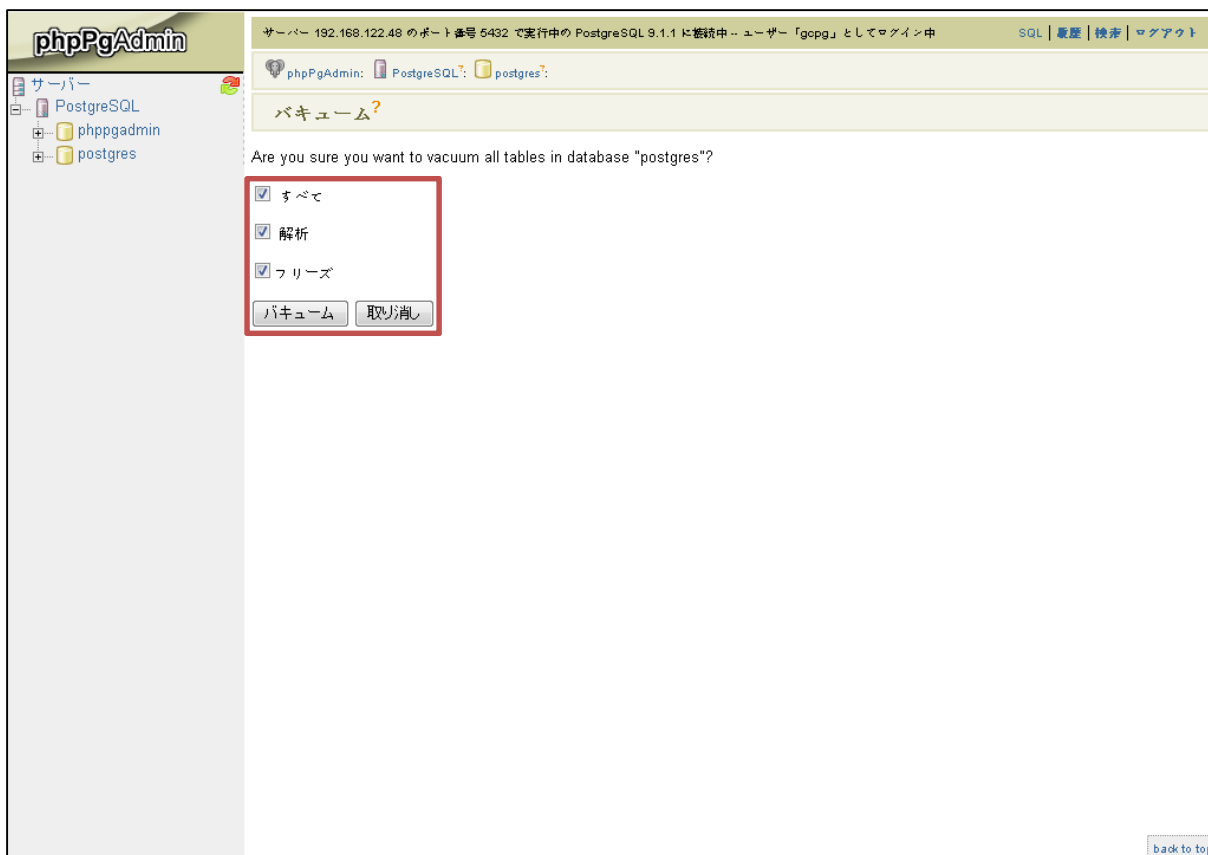 phpPgAdmin
サーバー 192.168.122.48 のポート番号 5432 で実行中の PostgreSQL 9.1.1 に接続中 -- ユーザー「gopg」としてログイン中
SQL | 履歴 | 検索 | ログアウト
phpPgAdmin: PostgreSQL?: postgres?:
バキューム?
サーバー
PostgreSQL
phppgadmin
postgres
Are you sure you want to vacuum all tables in database "postgres"?
すべて
解析
フリーズ
バキューム 取り消し
back to top